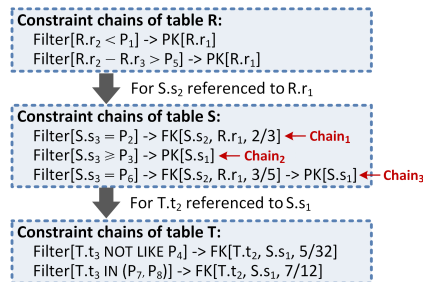 Constraint chains of table R:
Filter[R.r₂ < P₁] -> PK[R.r₁]
Filter[R.r₂ − R.r₃ > P₅] -> PK[R.r₁]
For S.s₂ referenced to R.r₁
Constraint chains of table S:
Filter[S.s₃ = P₂] -> FK[S.s₂, R.r₁, 2/3] Chain₁
Filter[S.s₃ ⩾ P₃] -> PK[S.s₁] Chain₂
Filter[S.s₃ = P₆] -> FK[S.s₂, R.r₁, 3/5] -> PK[S.s₁] Chain₃
For T.t₂ referenced to S.s₁
Constraint chains of table T:
Filter[T.t₃ NOT LIKE P₄] -> FK[T.t₂, S.s₁, 5/32]
Filter[T.t₃ IN (P₇, P₈)] -> FK[T.t₂, S.s₁, 7/12]